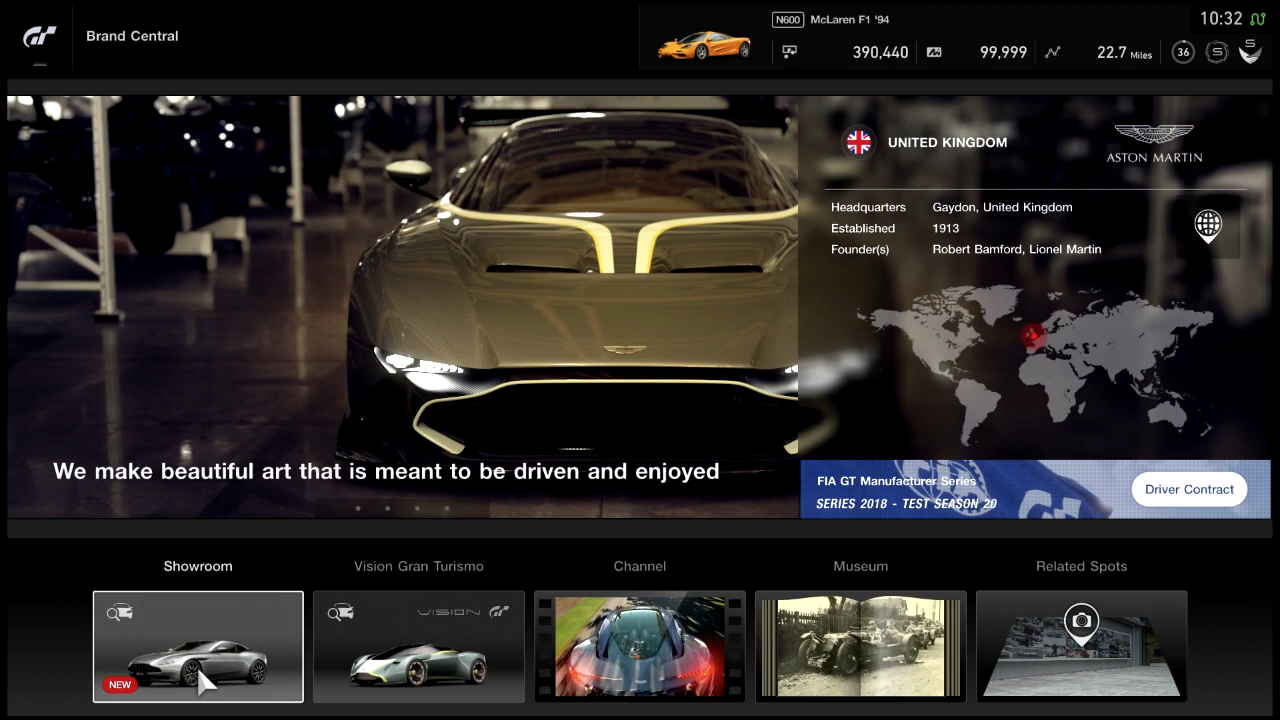 Brand Central
N600 McLaren F1 '94
10:32
390,440
99,999
22.7 Miles
36
S
S
UNITED KINGDOM
ASTON MARTIN
Headquarters Gaydon, United Kingdom
Established 1913
Founder(s) Robert Bamford, Lionel Martin
We make beautiful art that is meant to be driven and enjoyed
FIA GT Manufacturer Series
SERIES 2018 - TEST SEASON 20
Driver Contract
Showroom
Vision Gran Turismo
Channel
Museum
Related Spots
VISION
NEW